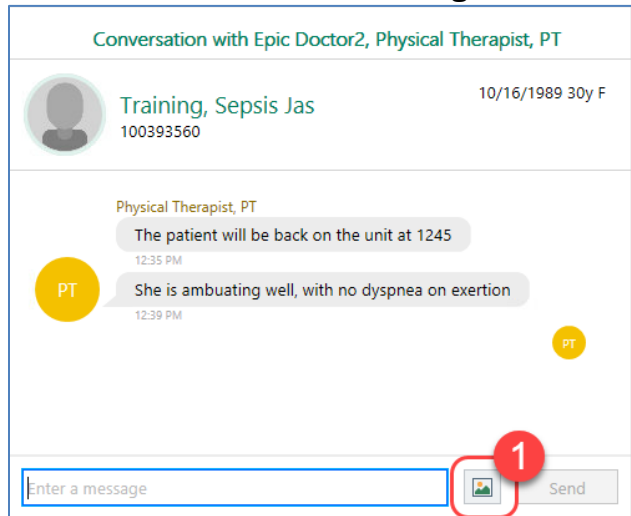 Conversation with Epic Doctor2, Physical Therapist, PT
Training, Sepsis Jas
10/16/1989 30y F
100393560
Physical Therapist, PT
The patient will be back on the unit at 1245
12:35 PM
PT
She is ambuating well, with no dyspnea on exertion
12:39 PM
PT
1
Enter a message
Send